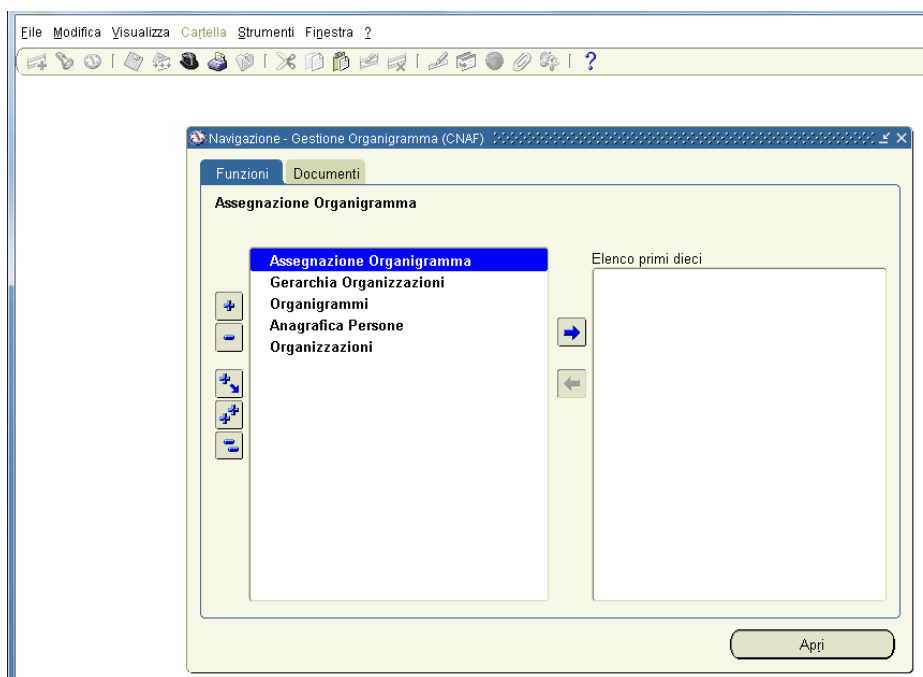 File Modifica Visualizza Cartella Strumenti Finestra ?
Navigazione - Gestione Organigramma (CNAF)
Funzioni Documenti
Assegnazione Organigramma
Elenco primi dieci
Assegnazione Organigramma
Gerarchia Organizzazioni
Organigrammi
Anagrafica Persone
Organizzazioni
Apri